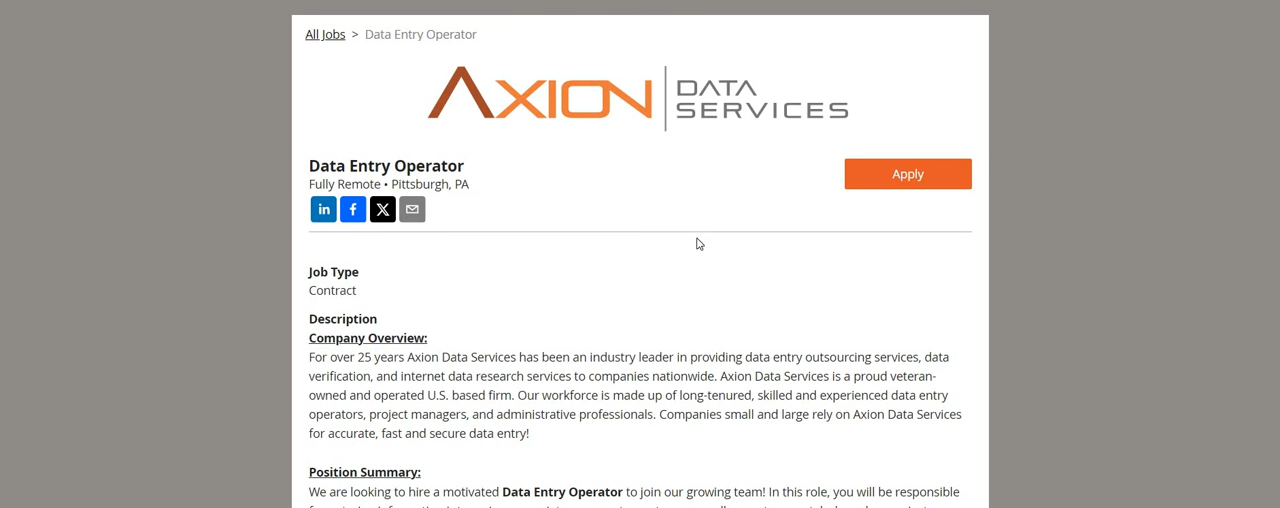 All Jobs > Data Entry Operator
AXION DATA SERVICES
Data Entry Operator
Apply
Fully Remote • Pittsburgh, PA
Job Type
Contract
Description
Company Overview:
For over 25 years Axion Data Services has been an industry leader in providing data entry outsourcing services, data
verification, and internet data research services to companies nationwide. Axion Data Services is a proud veteran-
owned and operated U.S. based firm. Our workforce is made up of long-tenured, skilled and experienced data entry
operators, project managers, and administrative professionals. Companies small and large rely on Axion Data Services
for accurate, fast and secure data entry!
Position Summary:
We are looking to hire a motivated Data Entry Operator to join our growing team! In this role, you will be responsible